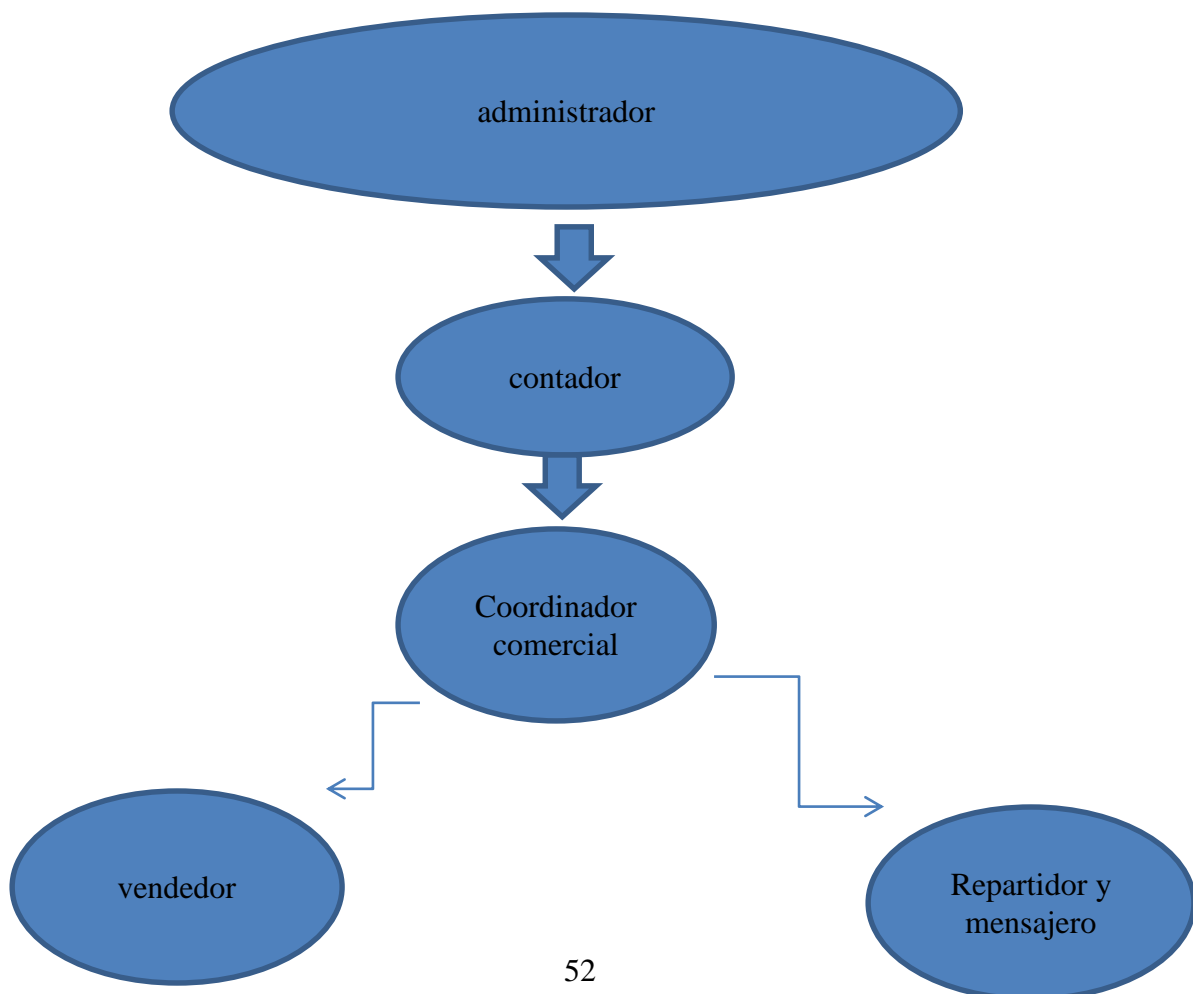 administrador
contador
Coordinador
comercial
vendedor
Repartidor y
mensajero
52